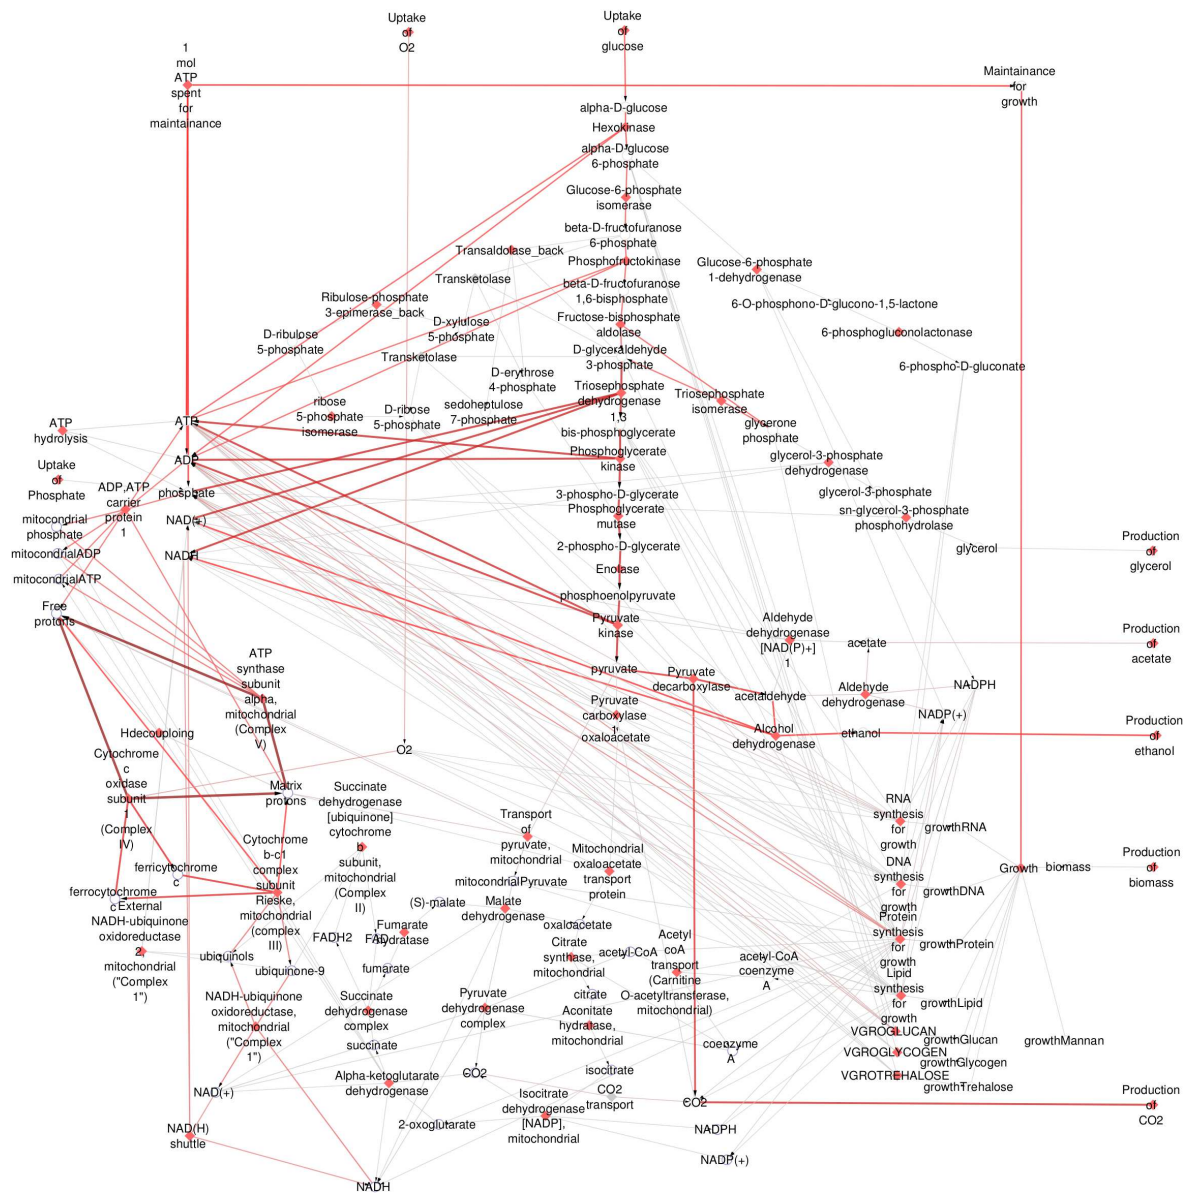 Uptake
of
O2
Uptake
of
glucose
1
mol
ATP
spent
for
maintainance
Maintainance
for
growth
alpha-D-glucose
Hexokinase
alpha-D-glucose
6-phosphate
Glucose-6-phosphate
isomerase
beta-D-fructofuranose
6-phosphate
Transaldolase_back
Phosphofructokinase
Glucose-6-phosphate
1-dehydrogenase
Transketolase
beta-D-fructofuranose
1,6-bisphosphate
Ribulose-phosphate
3-epimerase_back
6-O-phosphono-D-glucono-1,5-lactone
D-xylulose
5-phosphate
Fructose-bisphosphate
aldolase
6-phosphogluconolactonase
D-ribulose
5-phosphate
Transketolase
D-glyceraldehyde
3-phosphate
6-phospho-D-gluconate
D-erythrose
4-phosphate
Triosephosphate
dehydrogenase
Triosephosphate
isomerase
ribose
5-phosphate
isomerase
D-ribose
5-phosphate
sedoheptulose
7-phosphate
1,3
bis-phosphoglycerate
glycerone
phosphate
ATP
hydrolysis
ATP
ADP
Phosphoglycerate
kinase
glycerol-3-phosphate
dehydrogenase
Uptake
of
Phosphate
ADP,ATP
carrier
protein
1
phosphate
3-phospho-D-glycerate
Phosphoglycerate
mutase
glycerol-3-phosphate
sn-glycerol-3-phosphate
phosphohydrolase
mitocondrial
phosphate
NAD(+)
mitocondrialADP
NADH
2-phospho-D-glycerate
glycerol
Production
of
glycerol
mitocondrialATP
Enolase
phosphoenolpyruvate
Free
protons
Pyruvate
kinase
Aldehyde
dehydrogenase
[NAD(P)+]
1
acetate
Production
of
acetate
ATP
synthase
subunit
alpha,
mitochondrial
(Complex
V)
pyruvate
Pyruvate
decarboxylase
acetaldehyde
Aldehyde
dehydrogenase
NADPH
NADP(+)
Pyruvate
carboxylase
1
oxaloacetate
Alcohol
dehydrogenase
ethanol
Production
of
ethanol
Hdecouploing
Cytochrome
c
oxidase
subunit
1
(Complex
IV)
O2
Matrix
protons
Succinate
dehydrogenase
[ubiquinone]
cytochrome
b
subunit,
mitochondrial
(Complex
II)
Transport
of
pyruvate,
mitochondrial
RNA
synthesis
for
growth
growthRNA
Cytochrome
b-c1
complex
subunit
Rieske,
mitochondrial
(complex
III)
Mitochondrial
oxaloacetate
transport
protein
DNA
synthesis
for
growth
growthDNA
Growth
biomass
Production
of
biomass
ferricytochrome
c
ferrocytochrome
c
External
NADH-ubiquinone
oxidoreductase
2,
mitochondrial
("Complex
1")
mitocondrialPyruvate
(S)-malate
Malate
dehydrogenase
oxaloacetate
Protein
synthesis
for
growth
growthProtein
FADH2
FAD
Fumarate
hydratase
Citrate
synthase,
mitochondrial
acetyl-CoA
Acetyl
coA
transport
(Carnitine
O-acetyltransferase,
mitochondrial)
acetyl-CoA
coenzyme
A
ubiquinols
ubiquinone-9
fumarate
Lipid
synthesis
for
growth
growthLipid
NADH-ubiquinone
oxidoreductase,
mitochondrial
("Complex
1")
Succinate
dehydrogenase
complex
Pyruvate
dehydrogenase
complex
citrate
Aconitate
hydratase,
mitochondrial
VGROGLUCAN
growthGlucan
growthMannan
succinate
coenzyme
A
VGROGLYCOGEN
growthGlycogen
VGROTREHALOSE
growthTrehalose
Alpha-ketoglutarate
dehydrogenase
CO2
isocitrate
CO2
transport
NAD(+)
CO2
Production
of
CO2
Isocitrate
dehydrogenase
[NADP],
mitochondrial
2-oxoglutarate
NADPH
NAD(H)
shuttle
NADP(+)
NADH